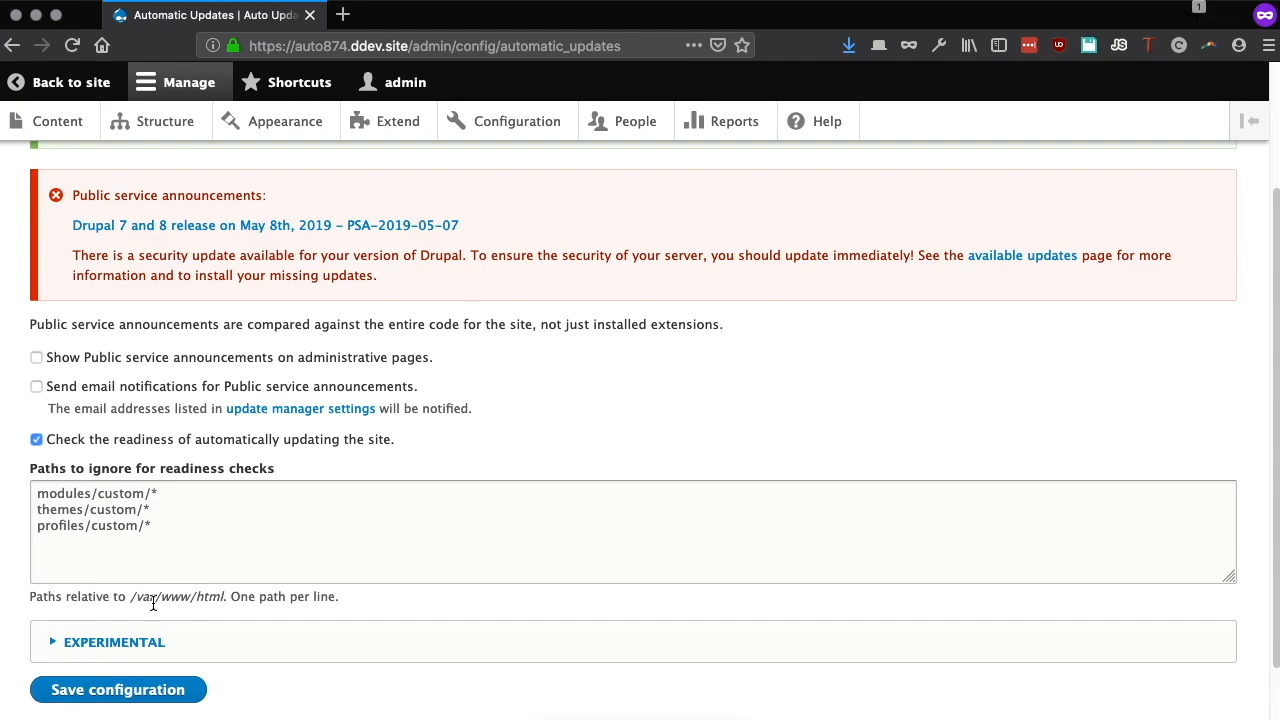 1
Automatic Updates | Auto Upda
https://auto874.ddev.site/admin/config/automatic_updates
UD
JS
T
C
Back to site
Manage
Shortcuts
admin
Content
Structure
Appearance
Extend
Configuration
People
Reports
Help
Public service announcements:
Drupal 7 and 8 release on May 8th, 2019 - PSA-2019-05-07
There is a security update available for your version of Drupal. To ensure the security of your server, you should update immediately! See the available updates page for more
information and to install your missing updates.
Public service announcements are compared against the entire code for the site, not just installed extensions.
Show Public service announcements on administrative pages.
Send email notifications for Public service announcements.
The email addresses listed in update manager settings will be notified.
Check the readiness of automatically updating the site.
Paths to ignore for readiness checks
modules/custom/*
themes/custom/*
profiles/custom/*
Paths relative to /var/www/html. One path per line.
EXPERIMENTAL
Save configuration